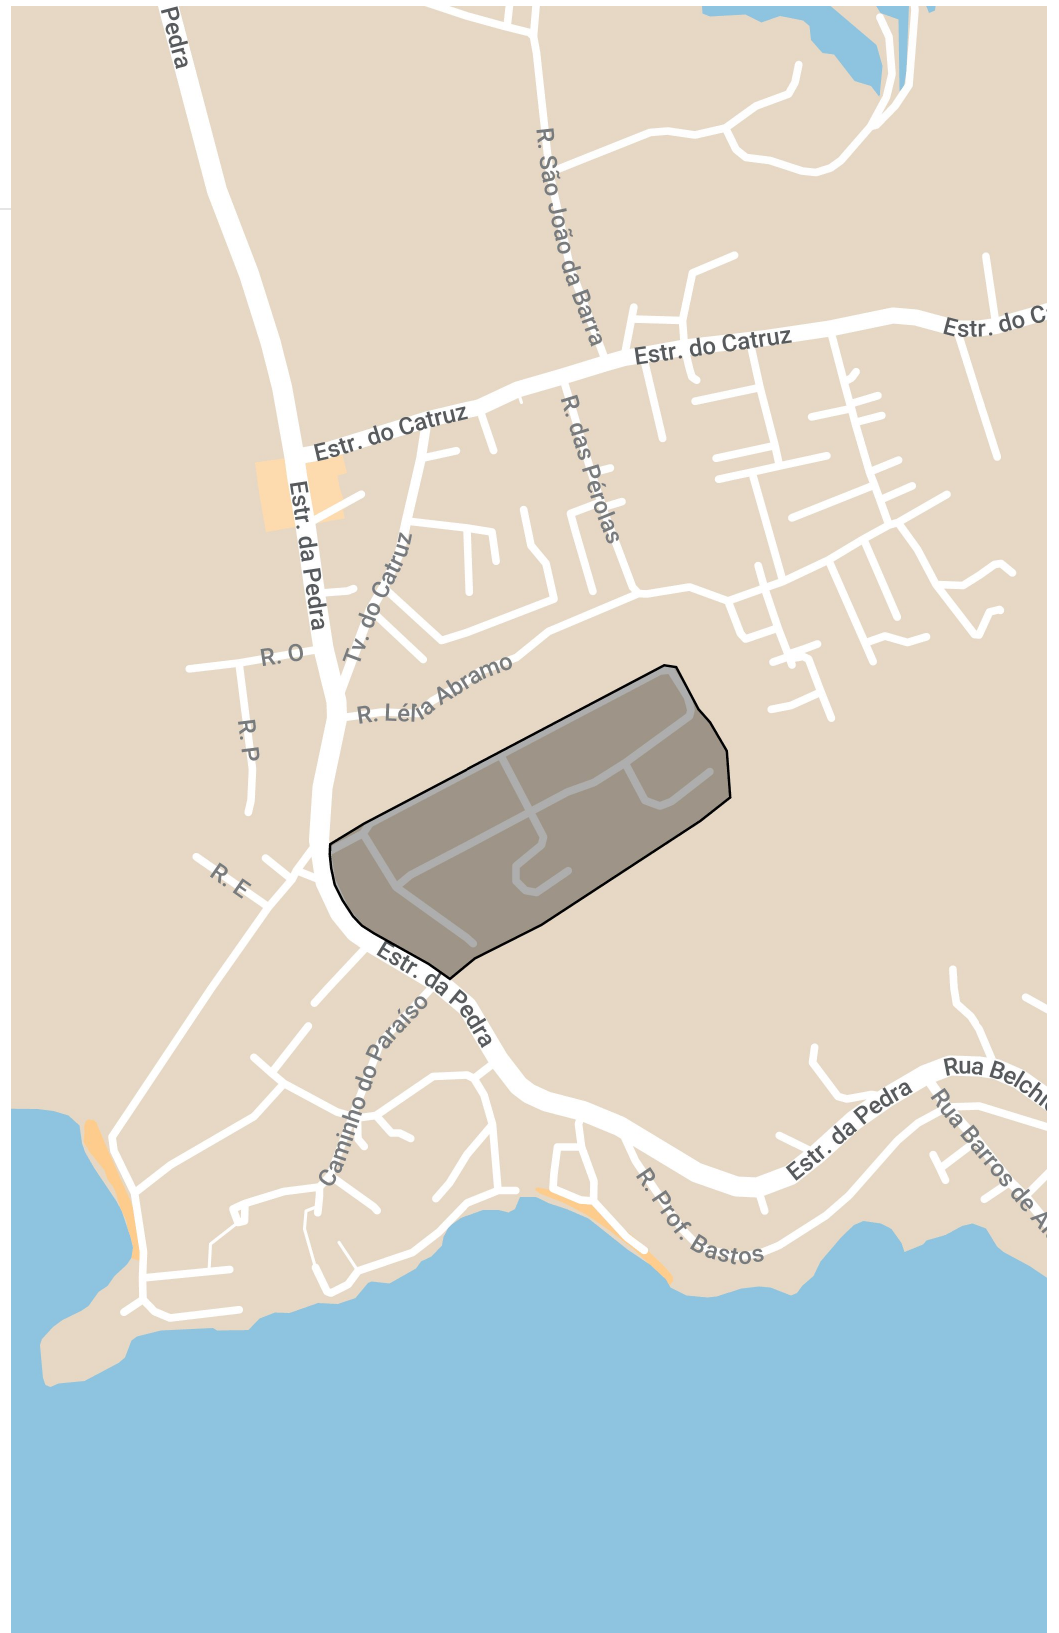 Pedra
R. São João da Barra
Estr. do Catruz
Estr. do C
Estr. do Catruz
R. das Pérolas
Estr. da Pedra
Tv. do Catruz
R. O
R. Lélia Abramo
R. P
R. E
Estr. da Pedra
Caminho do Paraíso
Estr. da Pedra
Rua Belchi
Rua Barros de Al
R. Prof. Bastos